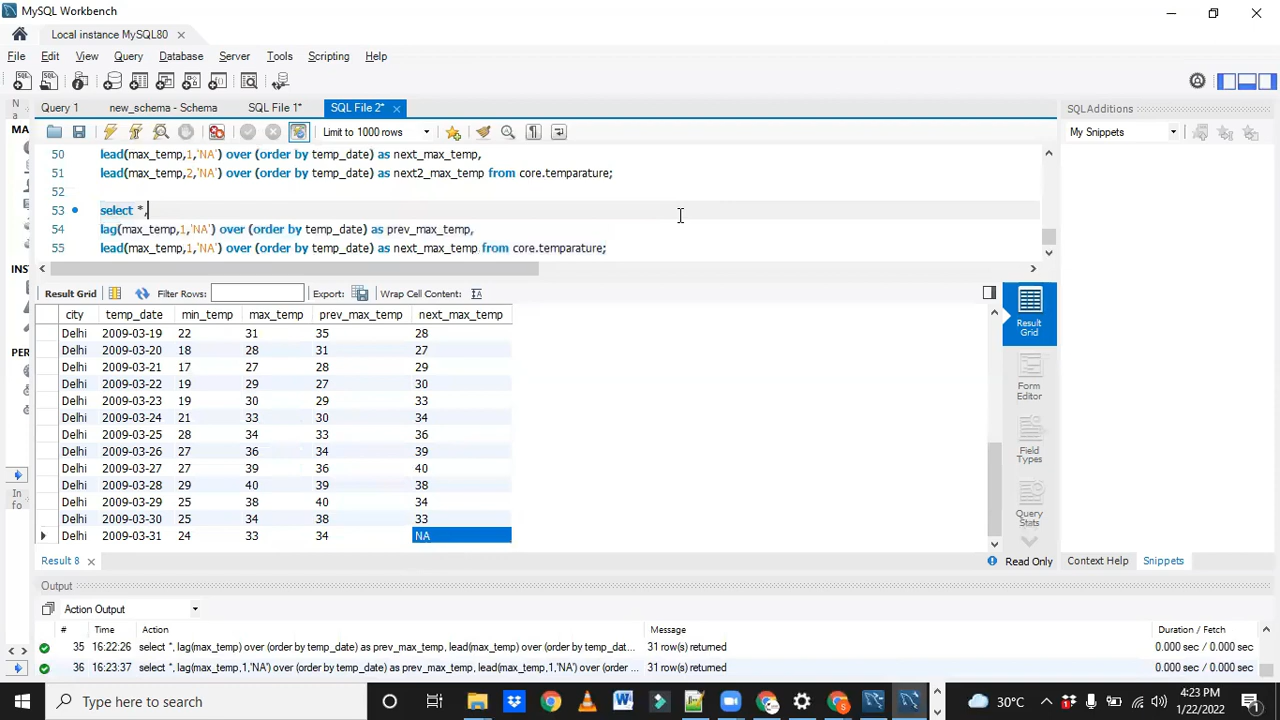 MySQL Workbench
Local instance MySQL80
File Edit View Query Database Server Tools Scripting Help
Query 1 new_schema - Schema SQL File 1* SQL File 2*
SQLAdditions
Limit to 1000 rows
My Snippets
50 lead(max_temp,1,'NA') over (order by temp_date) as next_max_temp,
51 lead(max_temp,2,'NA') over (order by temp_date) as next2_max_temp from core.temparature;
52
53 select *,
54 lag(max_temp,1,'NA') over (order by temp_date) as prev_max_temp,
55 lead(max_temp,1,'NA') over (order by temp_date) as next_max_temp from core.temparature;
Result Grid Filter Rows: Export: Wrap Cell Content:
city temp_date min_temp max_temp prev_max_temp next_max_temp
Delhi 2009-03-19 22 31 35 28
Delhi 2009-03-20 18 28 31 27
Delhi 2009-03-21 17 27 28 29
Delhi 2009-03-22 19 29 27 30
Delhi 2009-03-23 19 30 29 33
Delhi 2009-03-24 21 33 30 34
Delhi 2009-03-25 28 34 33 36
Delhi 2009-03-26 27 36 34 39
Delhi 2009-03-27 27 39 36 40
Delhi 2009-03-28 29 40 39 38
Delhi 2009-03-29 25 38 40 34
Delhi 2009-03-30 25 34 38 33
Delhi 2009-03-31 24 33 34 NA
Result
Grid
Form
Editor
Field
Types
Query
Stats
Result 8
Read Only
Context Help Snippets
Output
Action Output
# Time Action Message Duration / Fetch
35 16:22:26 select *, lag(max_temp) over (order by temp_date) as prev_max_temp, lead(max_temp) over (order by temp_dat... 31 row(s) returned 0.000 sec / 0.000 sec
36 16:23:37 select *, lag(max_temp,1,'NA') over (order by temp_date) as prev_max_temp, lead(max_temp,1,'NA') over (order ... 31 row(s) returned 0.000 sec / 0.000 sec
Type here to search
30°C
4:23 PM
1/22/2022